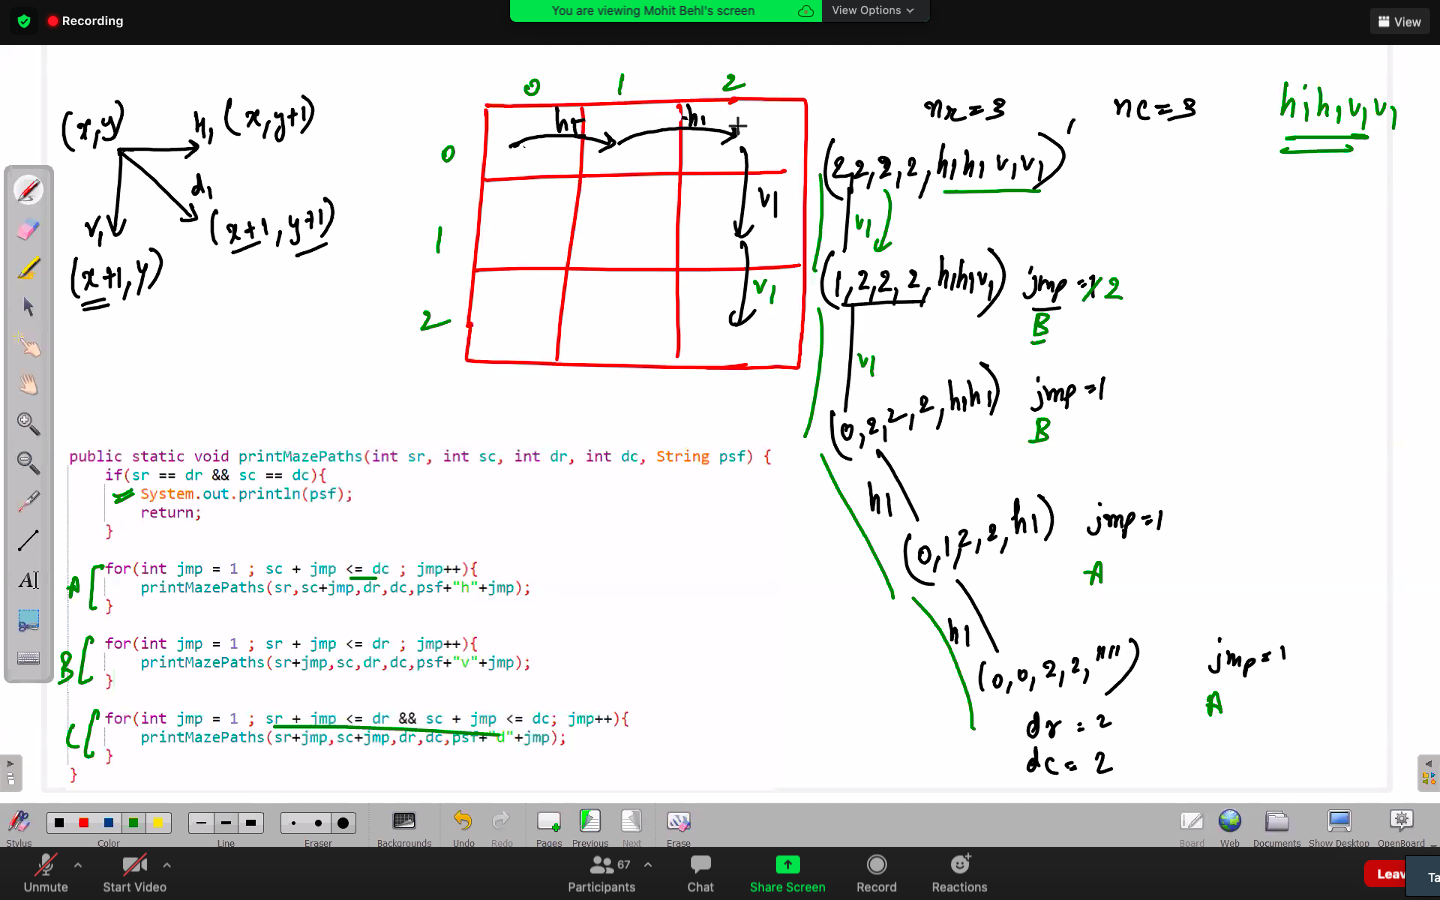 Recording
You are viewing Mohit Behl's screen
View Options
View
0 1 2
0
1
2
(x,y)
h1 (x,y+1)
d1
(x+1,y+1)
v1
(x+1,y)
h1 h1
v1
v1
nr=3 nc=3
h1h1v1v1
(2,2,2,2,h1h1v1v1)
v1
(1,2,2,2,h1h1v1) jmp=1 2
B
v1
(0,2,2,2,h1h1) jmp=1
B
h1
(0,1,2,2,h1) jmp=1
A
h1
(0,0,2,2,"") jmp=1
A
dr=2
dc=2
public static void printMazePaths(int sr, int sc, int dr, int dc, String psf) {
if(sr == dr && sc == dc){
System.out.println(psf);
return;
}
A
for(int jmp = 1 ; sc + jmp <= dc ; jmp++){
printMazePaths(sr,sc+jmp,dr,dc,psf+"h"+jmp);
}
B
for(int jmp = 1 ; sr + jmp <= dr ; jmp++){
printMazePaths(sr+jmp,sc,dr,dc,psf+"v"+jmp);
}
C
for(int jmp = 1 ; sr + jmp <= dr && sc + jmp <= dc; jmp++){
printMazePaths(sr+jmp,sc+jmp,dr,dc,psf+"d"+jmp);
}
}
Stylus Color Line Eraser Backgrounds Undo Redo Pages Previous Next Erase Board Web Documents Show Desktop OpenBoard
Unmute Start Video Participants 67 Chat Share Screen Record Reactions Leav Ta